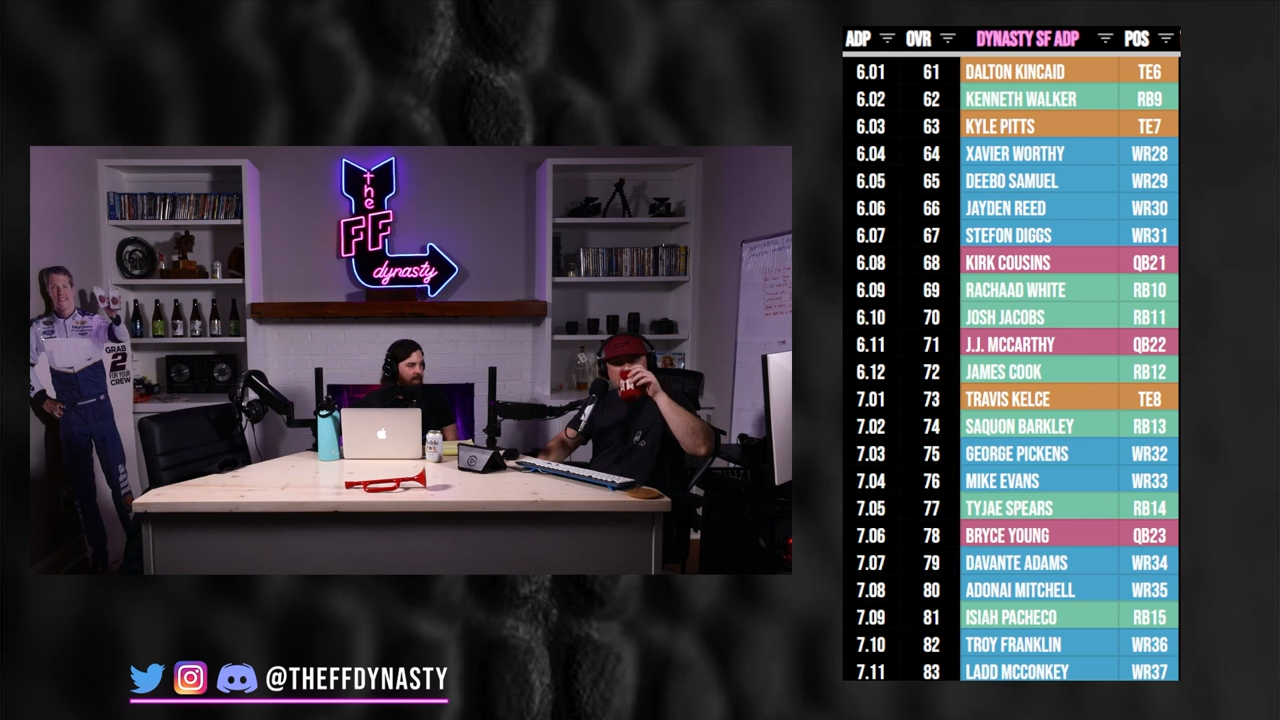 the
FF
dynasty
GRAB
2
FOR YOUR
CREW
@THEFFDYNASTY
ADP OVR DYNASTY SF ADP POS
6.01 61 DALTON KINCAID TE6
6.02 62 KENNETH WALKER RB9
6.03 63 KYLE PITTS TE7
6.04 64 XAVIER WORTHY WR28
6.05 65 DEEBO SAMUEL WR29
6.06 66 JAYDEN REED WR30
6.07 67 STEFON DIGGS WR31
6.08 68 KIRK COUSINS QB21
6.09 69 RACHAAD WHITE RB10
6.10 70 JOSH JACOBS RB11
6.11 71 J.J. MCCARTHY QB22
6.12 72 JAMES COOK RB12
7.01 73 TRAVIS KELCE TE8
7.02 74 SAQUON BARKLEY RB13
7.03 75 GEORGE PICKENS WR32
7.04 76 MIKE EVANS WR33
7.05 77 TYJAE SPEARS RB14
7.06 78 BRYCE YOUNG QB23
7.07 79 DAVANTE ADAMS WR34
7.08 80 ADONAI MITCHELL WR35
7.09 81 ISIAH PACHECO RB15
7.10 82 TROY FRANKLIN WR36
7.11 83 LADD MCCONKEY WR37